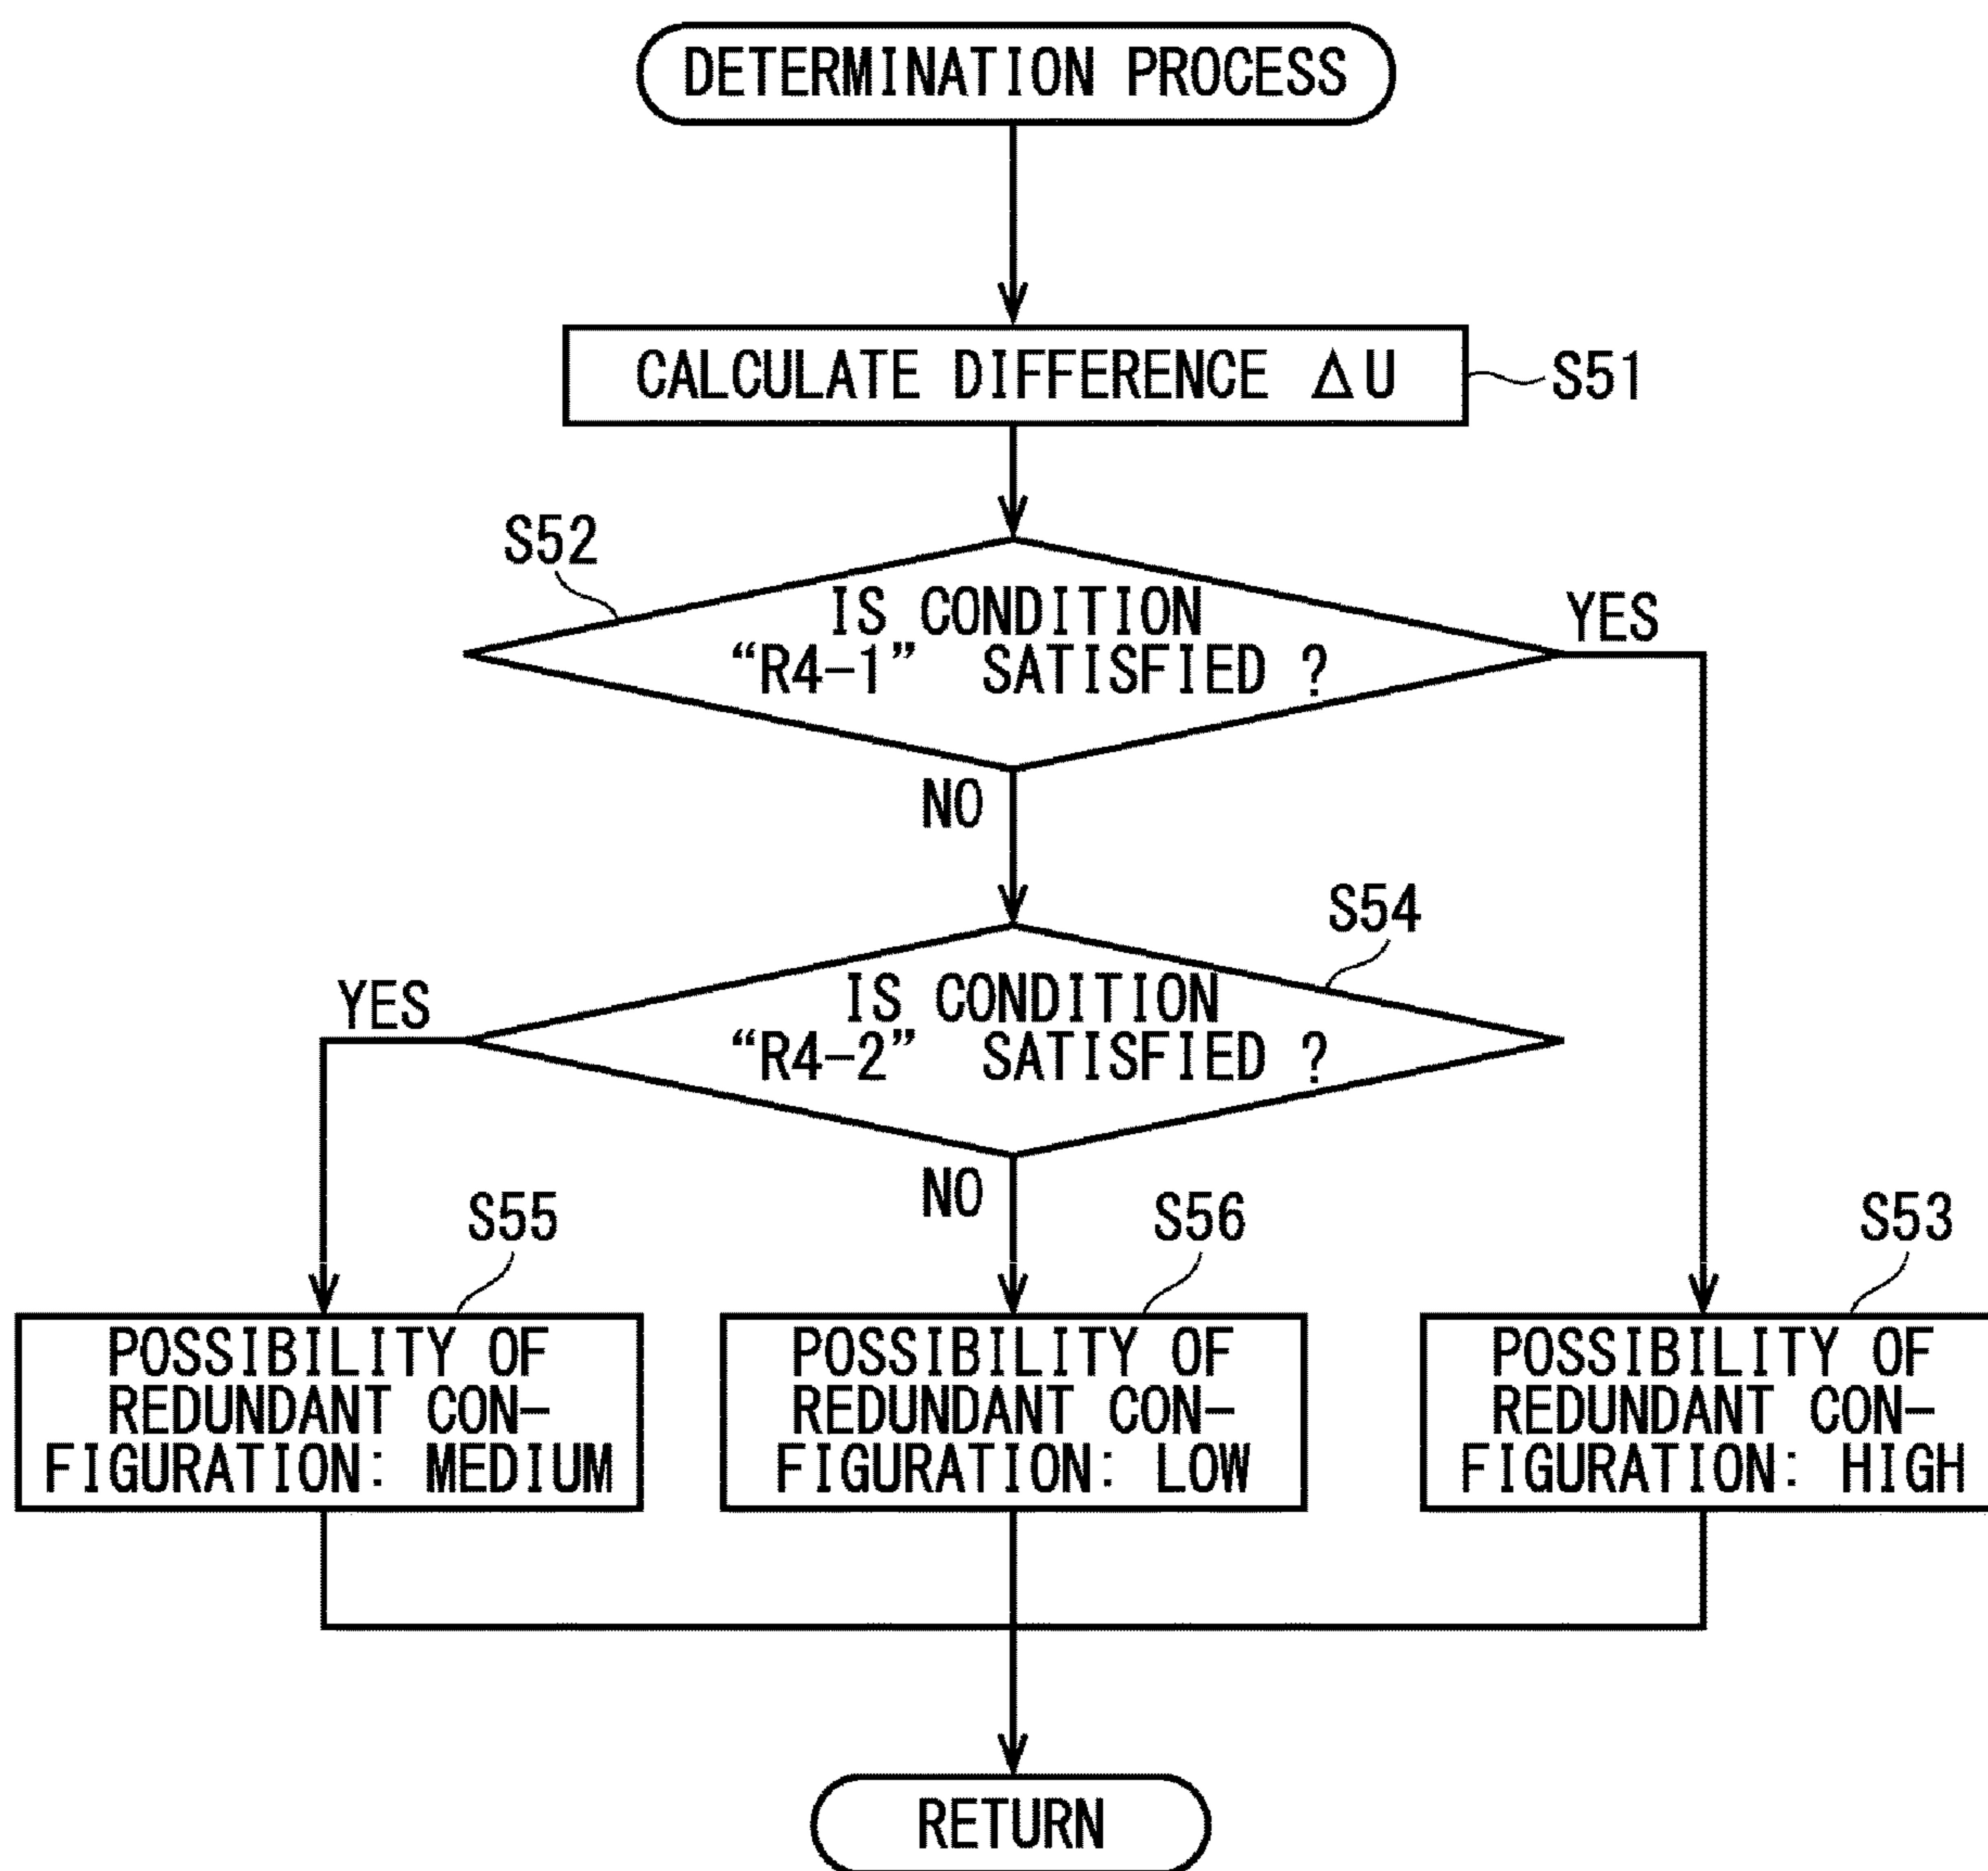 DETERMINATION PROCESS
CALCULATE DIFFERENCE ΔU
S51
S52
IS CONDITION
“R4-1” SATISFIED ?
YES
NO
S54
IS CONDITION
“R4-2” SATISFIED ?
YES
NO
S55
POSSIBILITY OF
REDUNDANT CON-
FIGURATION: MEDIUM
S56
POSSIBILITY OF
REDUNDANT CON-
FIGURATION: LOW
S53
POSSIBILITY OF
REDUNDANT CON-
FIGURATION: HIGH
RETURN